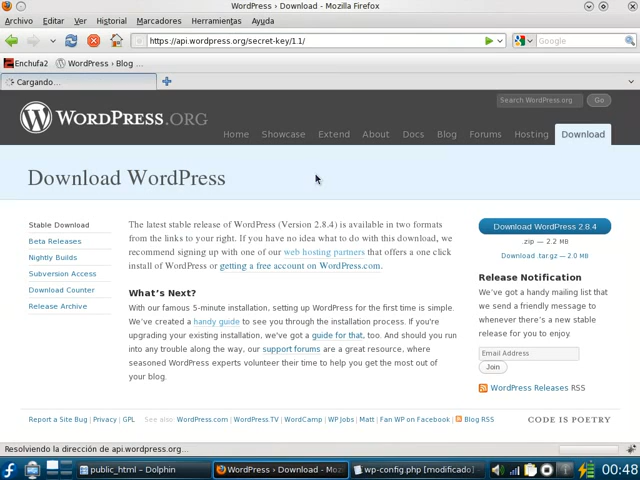 WordPress › Download - Mozilla Firefox
Archivo Editar Ver Historial Marcadores Herramientas Ayuda
https://api.wordpress.org/secret-key/1.1/
Google
Enchufa2 WordPress › Blog ...
Cargando...
Search WordPress.org Go
WORDPRESS.ORG
Home Showcase Extend About Docs Blog Forums Hosting Download
Download WordPress
Stable Download
Beta Releases
Nightly Builds
Subversion Access
Download Counter
Release Archive
The latest stable release of WordPress (Version 2.8.4) is available in two formats
from the links to your right. If you have no idea what to do with this download, we
recommend signing up with one of our web hosting partners that offers a one click
install of WordPress or getting a free account on WordPress.com.
What's Next?
With our famous 5-minute installation, setting up WordPress for the first time is simple.
We've created a handy guide to see you through the installation process. If you're
upgrading your existing installation, we've got a guide for that, too. And should you run
into any trouble along the way, our support forums are a great resource, where
seasoned WordPress experts volunteer their time to help you get the most out of
your blog.
Download WordPress 2.8.4
.zip — 2.2 MB
Download .tar.gz — 2.0 MB
Release Notification
We've got a handy mailing list that
we send a friendly message to
whenever there's a new stable
release for you to enjoy.
Email Address
Join
WordPress Releases RSS
Report a Site Bug | Privacy | GPL See also: WordPress.com | WordPress.TV | WordCamp | WP Jobs | Matt | Fan WP on Facebook | Blog RSS CODE IS POETRY
Resolviendo la dirección de api.wordpress.org...
public_html – Dolphin WordPress › Download - Moz wp-config.php [modificado] 00:48